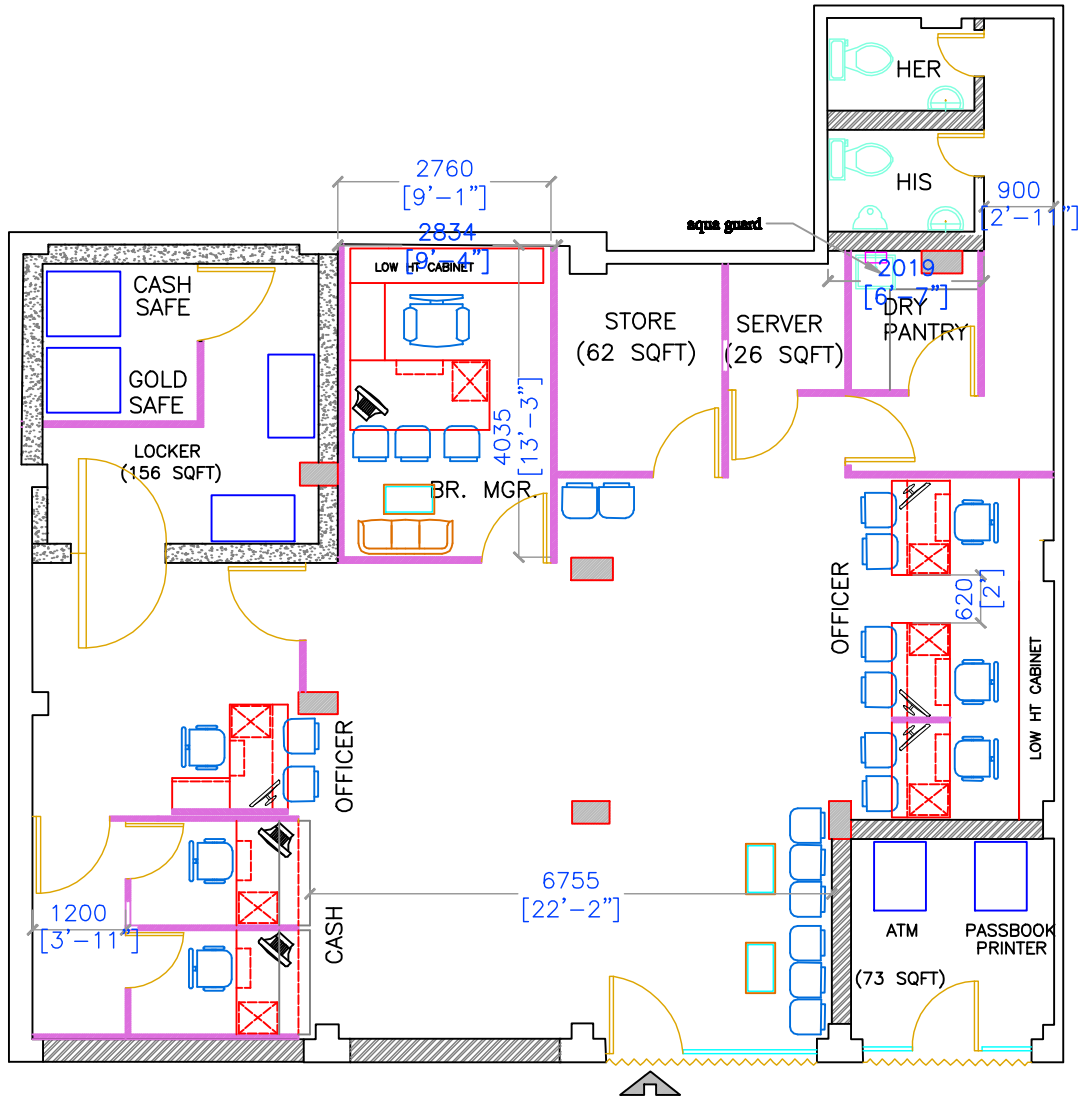 HER
HIS
900
[2'-11"]
2760
[9'-1"]
aqua guard
2834
[9'-4"]
LOW HT CABINET
2019
[6'-7"]
DRY
PANTRY
CASH
SAFE
GOLD
SAFE
STORE
(62 SQFT)
SERVER
(26 SQFT)
4035
[13'-3"]
LOCKER
(156 SQFT)
BR. MGR.
OFFICER
620
[2']
LOW HT CABINET
OFFICER
6755
[22'-2"]
1200
[3'-11"]
CASH
ATM
PASSBOOK
PRINTER
(73 SQFT)